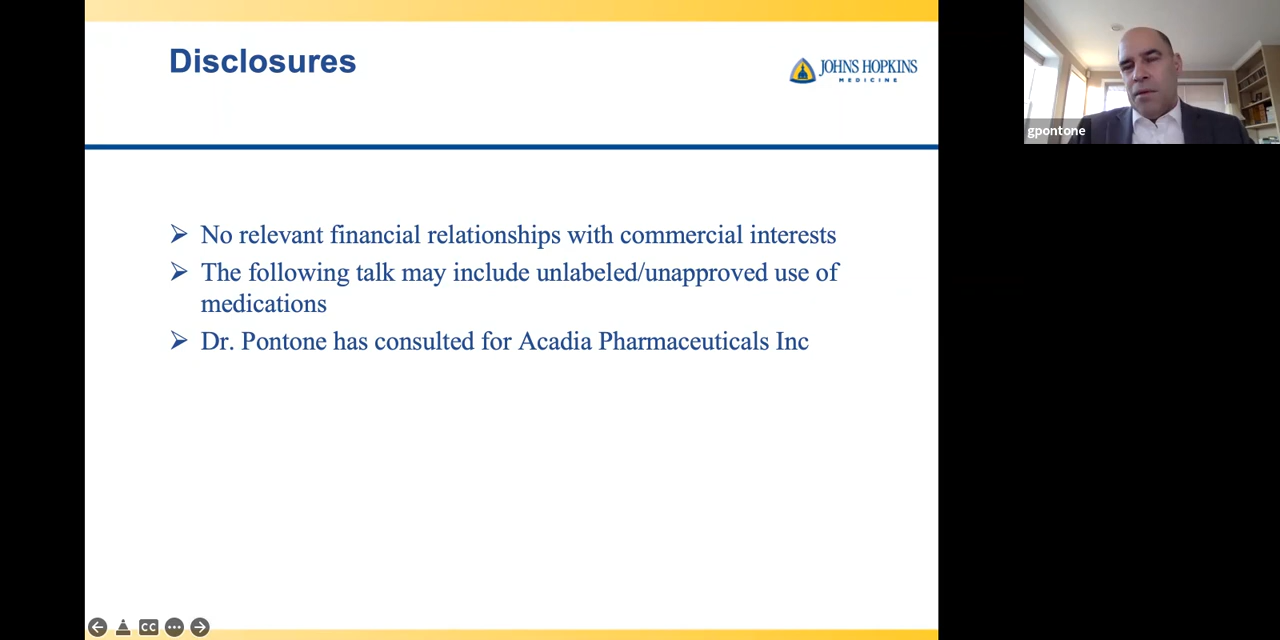 Disclosures
JOHNS HOPKINS
MEDICINE
gpontone
No relevant financial relationships with commercial interests
The following talk may include unlabeled/unapproved use of
medications
Dr. Pontone has consulted for Acadia Pharmaceuticals Inc
CC